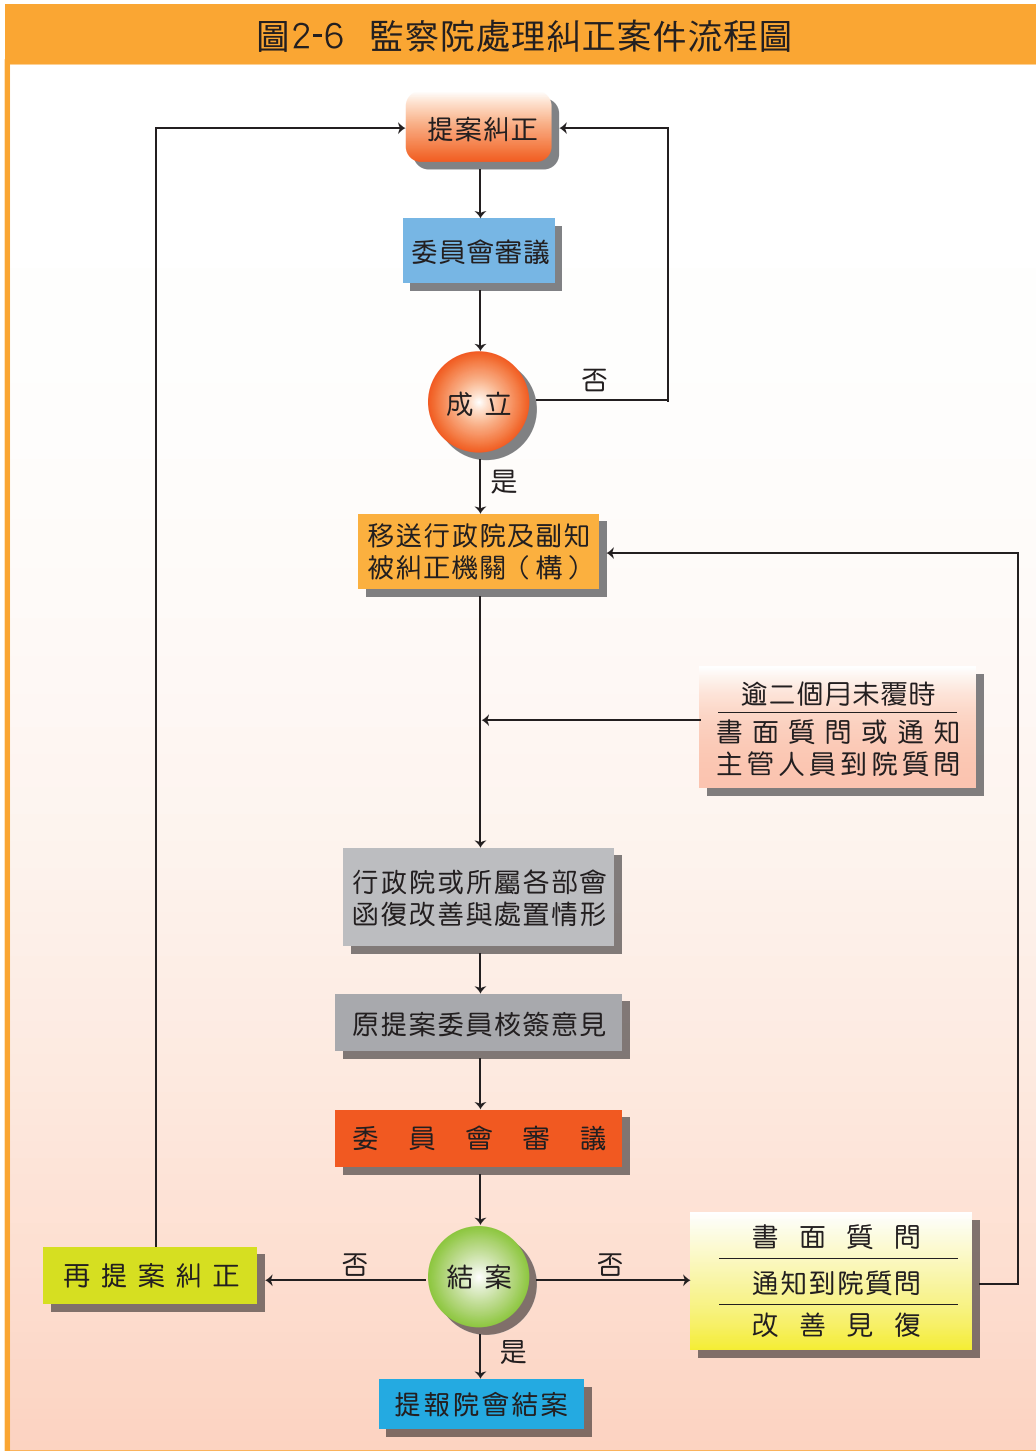 圖2-6 監察院處理糾正案件流程圖
提案糾正
委員會審議
成立
否
是
移送行政院及副知
被糾正機關（構）
逾二個月未覆時
書面質問或通知
主管人員到院質問
行政院或所屬各部會
函復改善與處置情形
原提案委員核簽意見
委員會審議
結案
否
否
再提案糾正
書面質問
通知到院質問
改善見復
是
提報院會結案